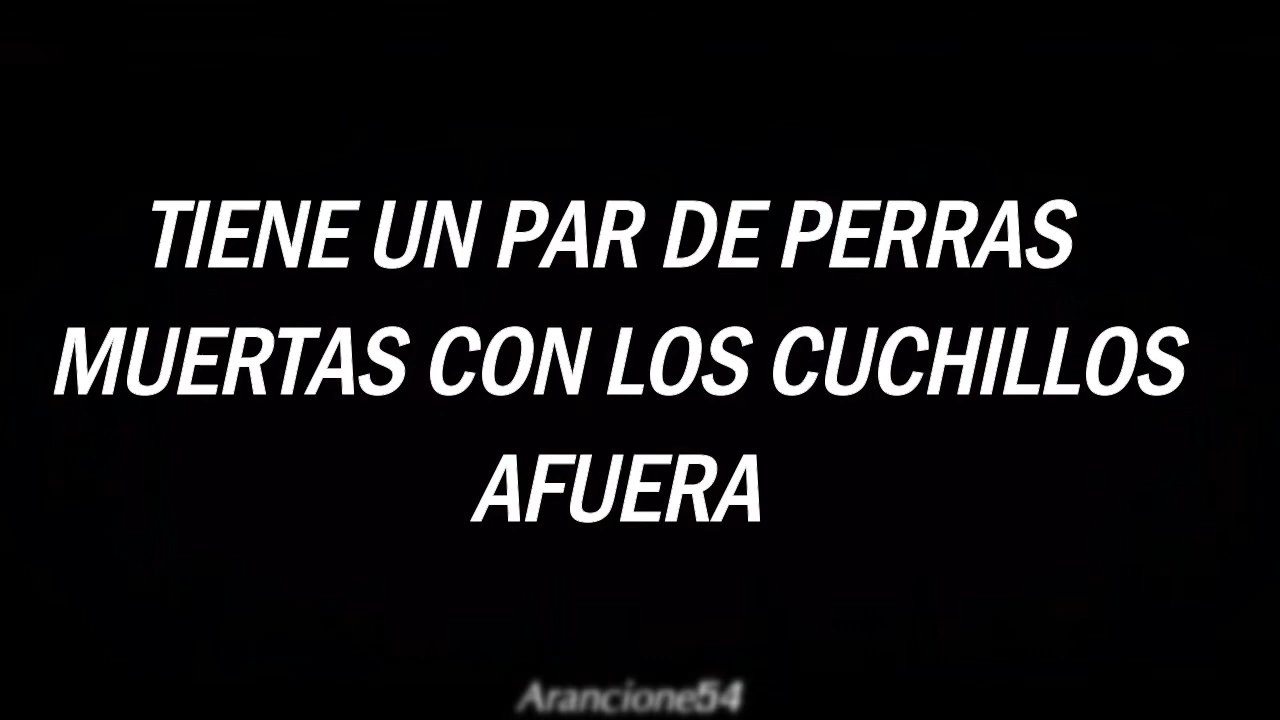 TIENE UN PAR DE PERRAS
MUERTAS CON LOS CUCHILLOS
AFUERA
Arancione54